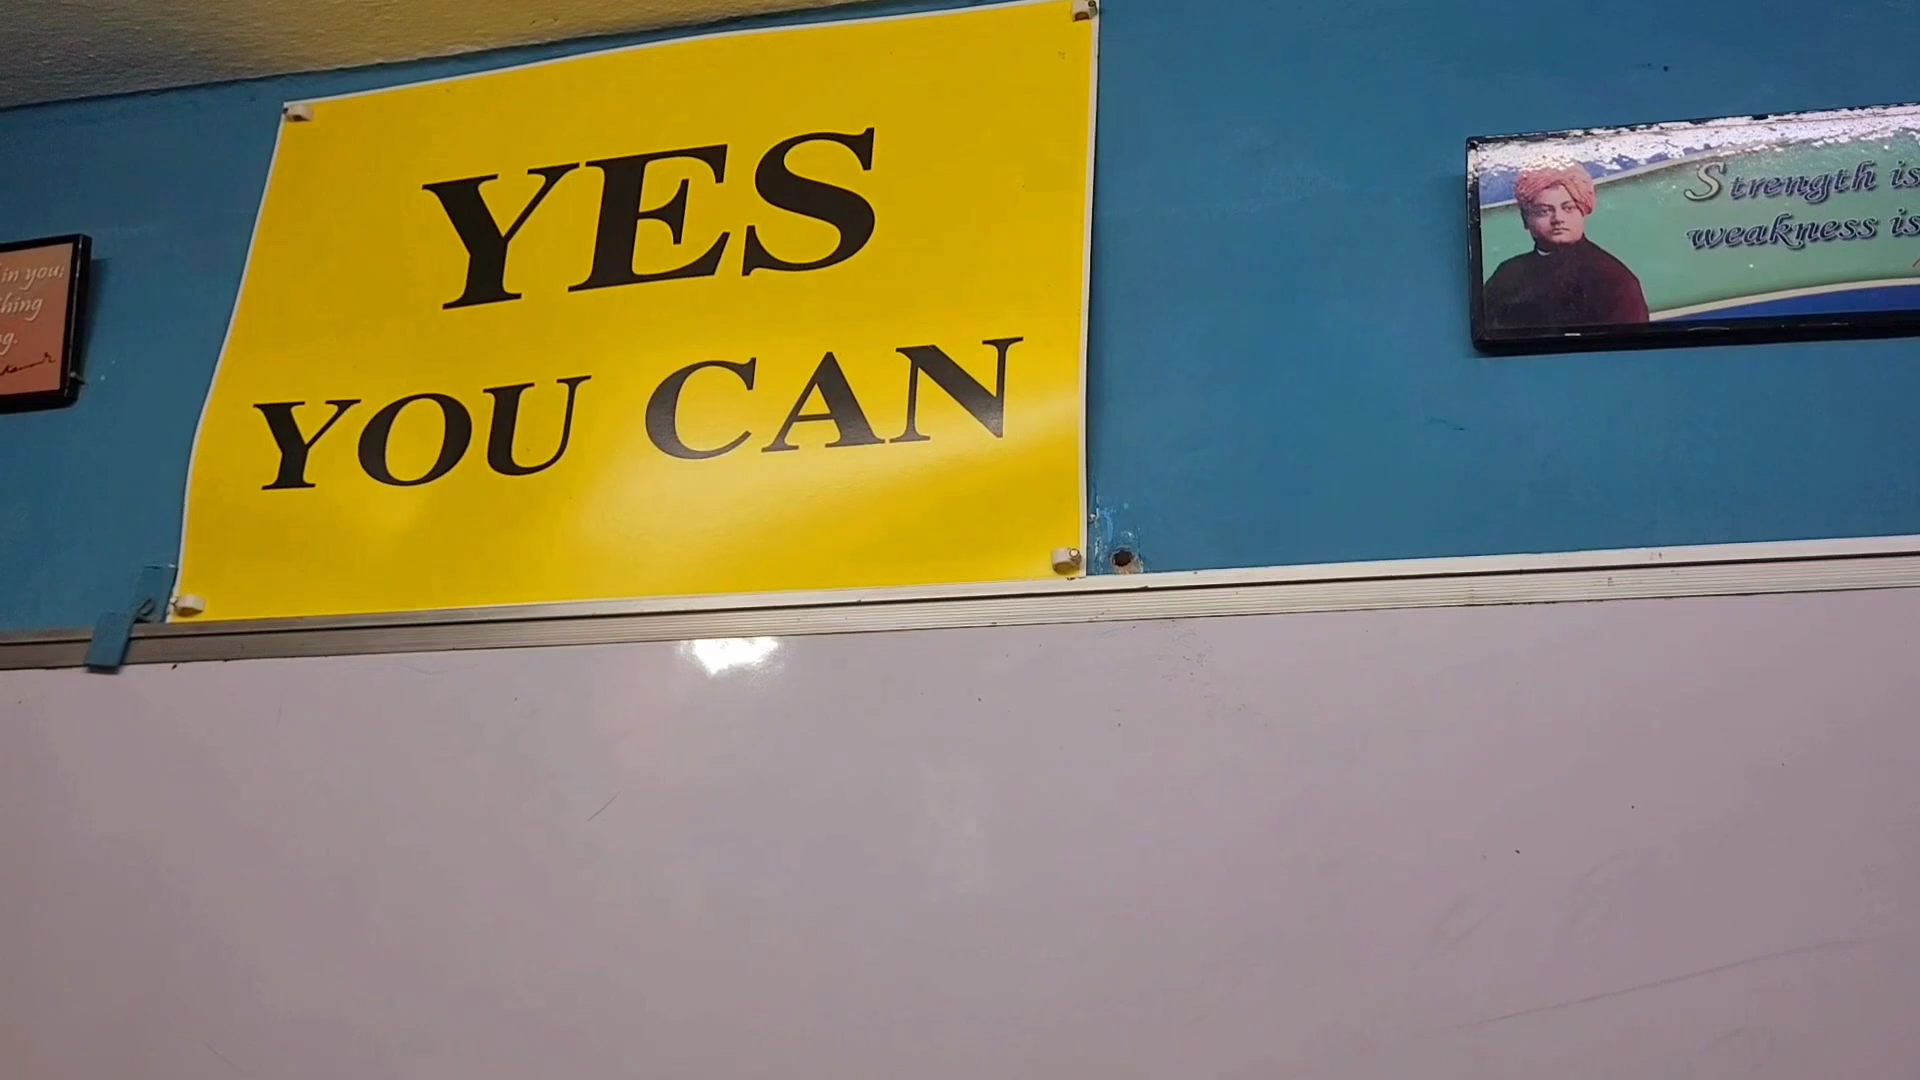 in you;
YES
YOU CAN
Strength is
weakness is